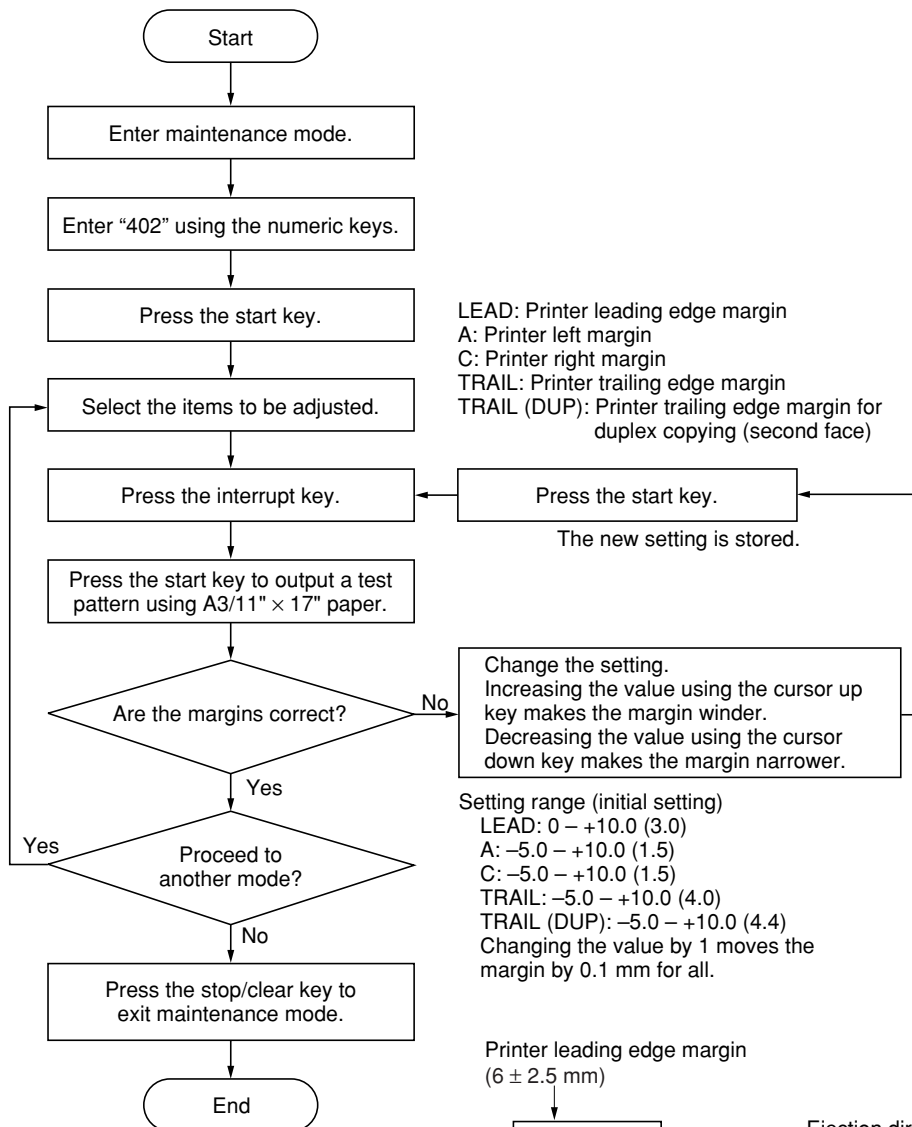 Start
Enter maintenance mode.
Enter “402” using the numeric keys.
Press the start key.
LEAD: Printer leading edge margin
A: Printer left margin
C: Printer right margin
TRAIL: Printer trailing edge margin
TRAIL (DUP): Printer trailing edge margin for
duplex copying (second face)
Select the items to be adjusted.
Press the interrupt key.
Press the start key.
The new setting is stored.
Press the start key to output a test
pattern using A3/11" × 17" paper.
Are the margins correct?
No
Change the setting.
Increasing the value using the cursor up
key makes the margin winder.
Decreasing the value using the cursor
down key makes the margin narrower.
Yes
Setting range (initial setting)
LEAD: 0 – +10.0 (3.0)
A: –5.0 – +10.0 (1.5)
C: –5.0 – +10.0 (1.5)
TRAIL: –5.0 – +10.0 (4.0)
TRAIL (DUP): –5.0 – +10.0 (4.4)
Changing the value by 1 moves the
margin by 0.1 mm for all.
Yes
Proceed to
another mode?
No
Press the stop/clear key to
exit maintenance mode.
End
Printer leading edge margin
(6 ± 2.5 mm)
Ejection dir